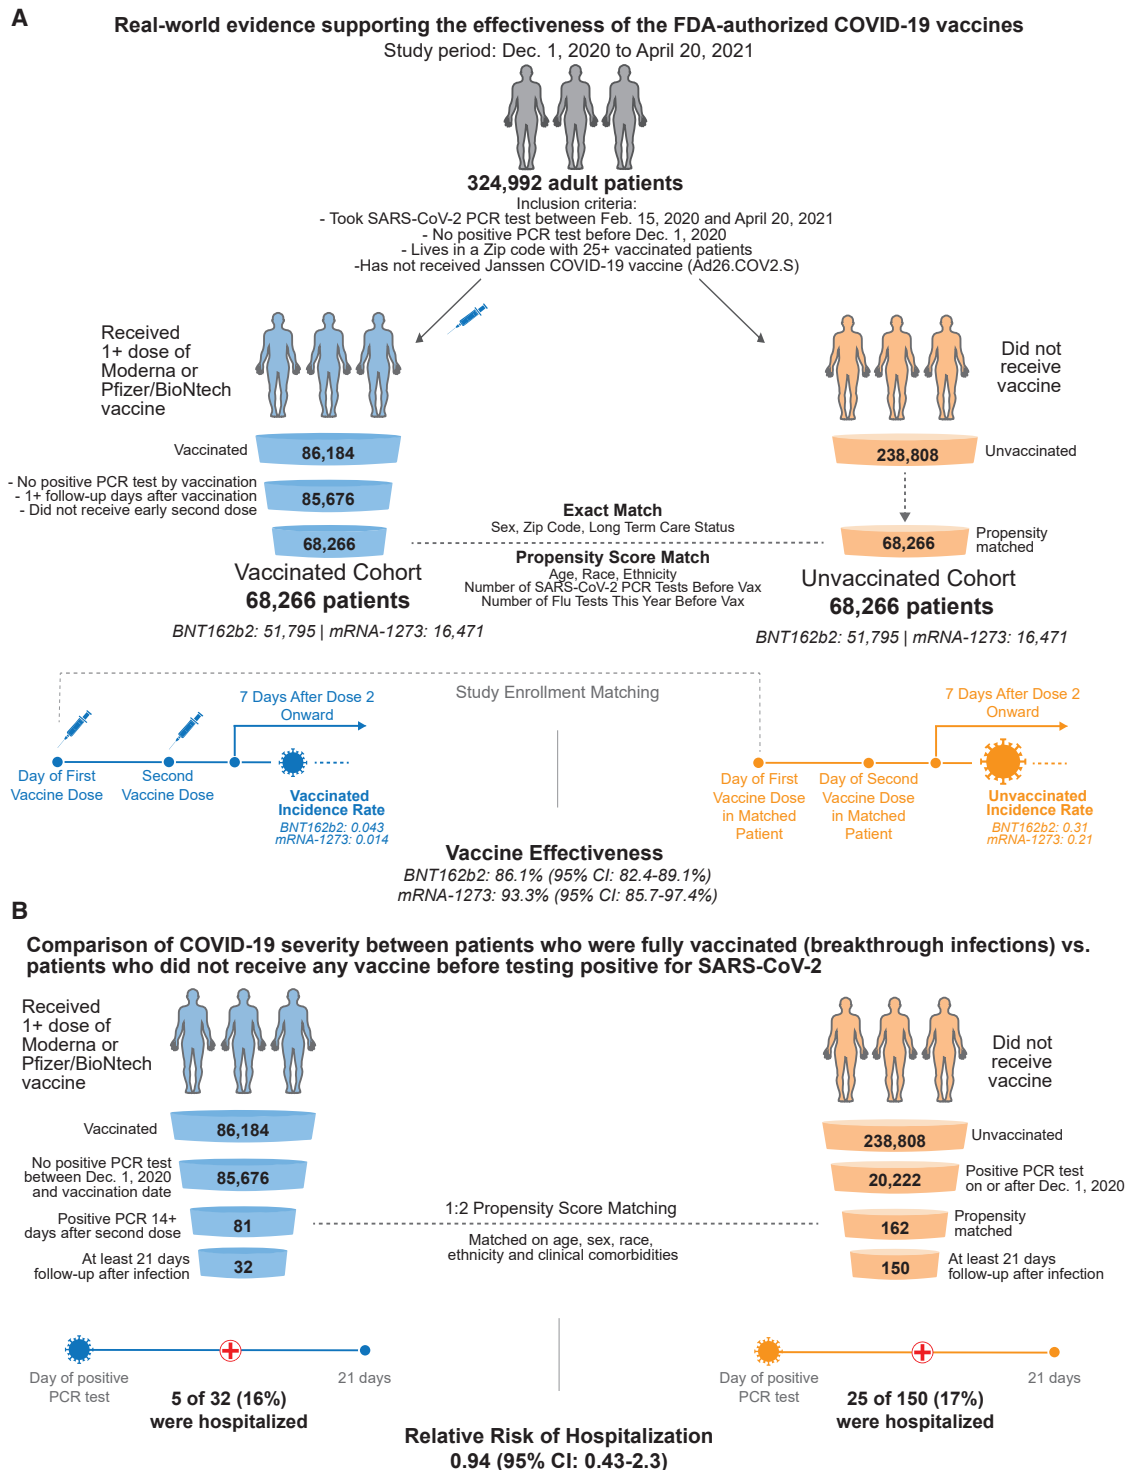 A
Real-world evidence supporting the effectiveness of the FDA-authorized COVID-19 vaccines
Study period: Dec. 1, 2020 to April 20, 2021
324,992 adult patients
Inclusion criteria:
- Took SARS-CoV-2 PCR test between Feb. 15, 2020 and April 20, 2021
- No positive PCR test before Dec. 1, 2020
- Lives in a Zip code with 25+ vaccinated patients
-Has not received Janssen COVID-19 vaccine (Ad26.COV2.S)
Received
1+ dose of
Moderna or
Pfizer/BioNtech
vaccine
Did not
receive
vaccine
Vaccinated
86,184
238,808
Unvaccinated
- No positive PCR test by vaccination
- 1+ follow-up days after vaccination
- Did not receive early second dose
85,676
68,266
Exact Match
Sex, Zip Code, Long Term Care Status
Propensity Score Match
Age, Race, Ethnicity
Number of SARS-CoV-2 PCR Tests Before Vax
Number of Flu Tests This Year Before Vax
68,266
Propensity
matched
Vaccinated Cohort
68,266 patients
BNT162b2: 51,795 | mRNA-1273: 16,471
Unvaccinated Cohort
68,266 patients
BNT162b2: 51,795 | mRNA-1273: 16,471
Study Enrollment Matching
7 Days After Dose 2
Onward
Day of First
Vaccine Dose
Second
Vaccine Dose
Vaccinated
Incidence Rate
BNT162b2: 0.043
mRNA-1273: 0.014
7 Days After Dose 2
Onward
Day of First
Vaccine Dose
in Matched
Patient
Day of Second
Vaccine Dose
in Matched
Patient
Unvaccinated
Incidence Rate
BNT162b2: 0.31
mRNA-1273: 0.21
Vaccine Effectiveness
BNT162b2: 86.1% (95% CI: 82.4-89.1%)
mRNA-1273: 93.3% (95% CI: 85.7-97.4%)
B
Comparison of COVID-19 severity between patients who were fully vaccinated (breakthrough infections) vs.
patients who did not receive any vaccine before testing positive for SARS-CoV-2
Received
1+ dose of
Moderna or
Pfizer/BioNtech
vaccine
Did not
receive
vaccine
Vaccinated
86,184
238,808
Unvaccinated
No positive PCR test
between Dec. 1, 2020
and vaccination date
85,676
20,222
Positive PCR test
on or after Dec. 1, 2020
Positive PCR 14+
days after second dose
81
1:2 Propensity Score Matching
Matched on age, sex, race,
ethnicity and clinical comorbidities
162
Propensity
matched
At least 21 days
follow-up after infection
32
150
At least 21 days
follow-up after infection
Day of positive
PCR test
21 days
5 of 32 (16%)
were hospitalized
Day of positive
PCR test
21 days
25 of 150 (17%)
were hospitalized
Relative Risk of Hospitalization
0.94 (95% CI: 0.43-2.3)